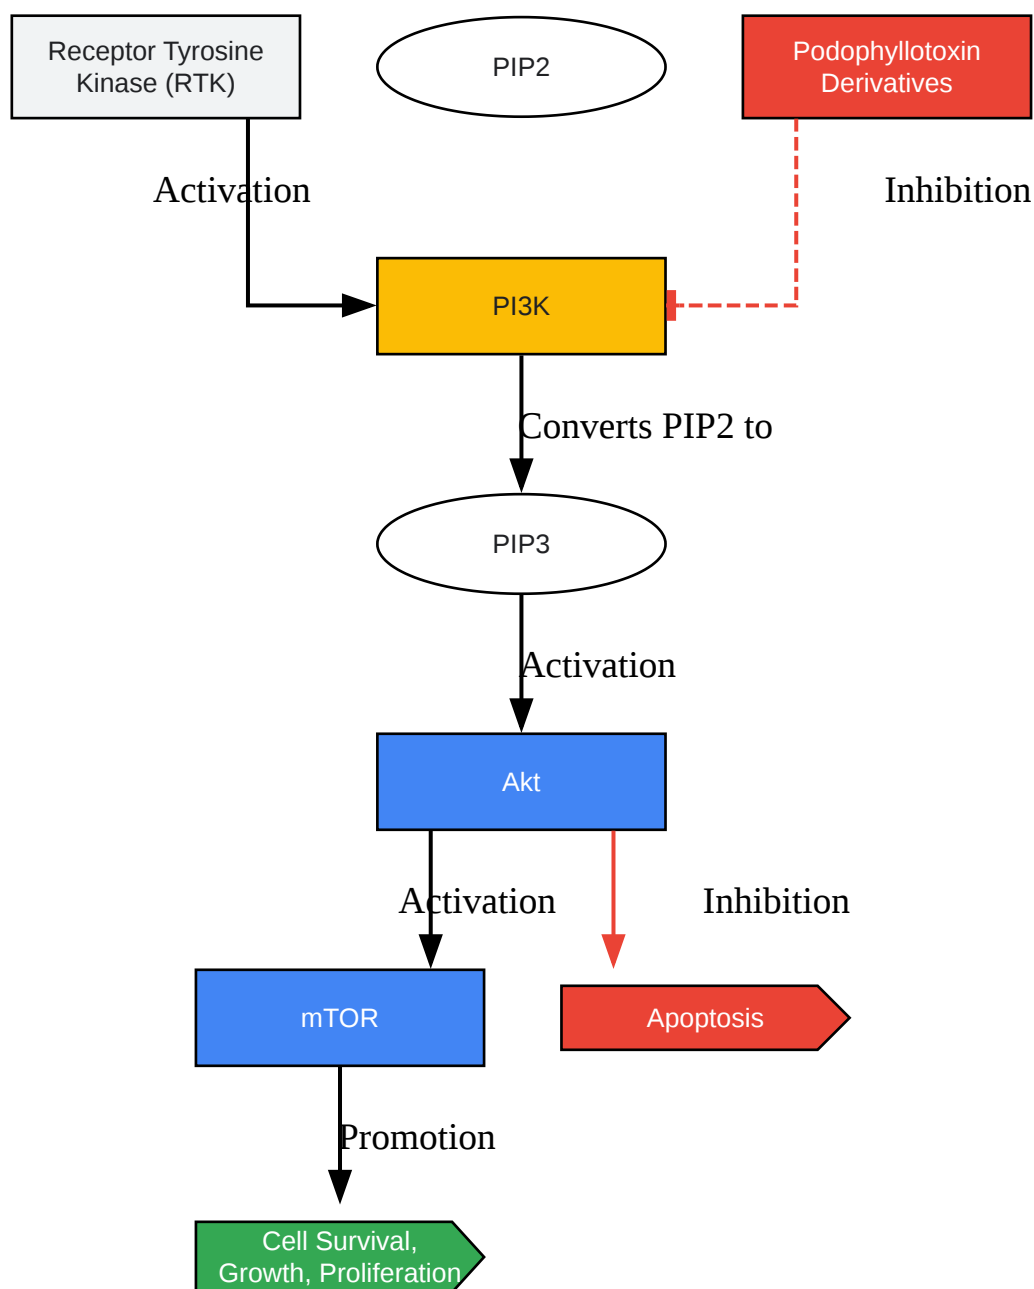 Receptor Tyrosine
Kinase (RTK)
PIP2
Podophyllotoxin
Derivatives
Activation
Inhibition
PI3K
Converts PIP2 to
PIP3
Activation
Akt
Activation
Inhibition
mTOR
Apoptosis
Promotion
Cell Survival,
Growth, Proliferation